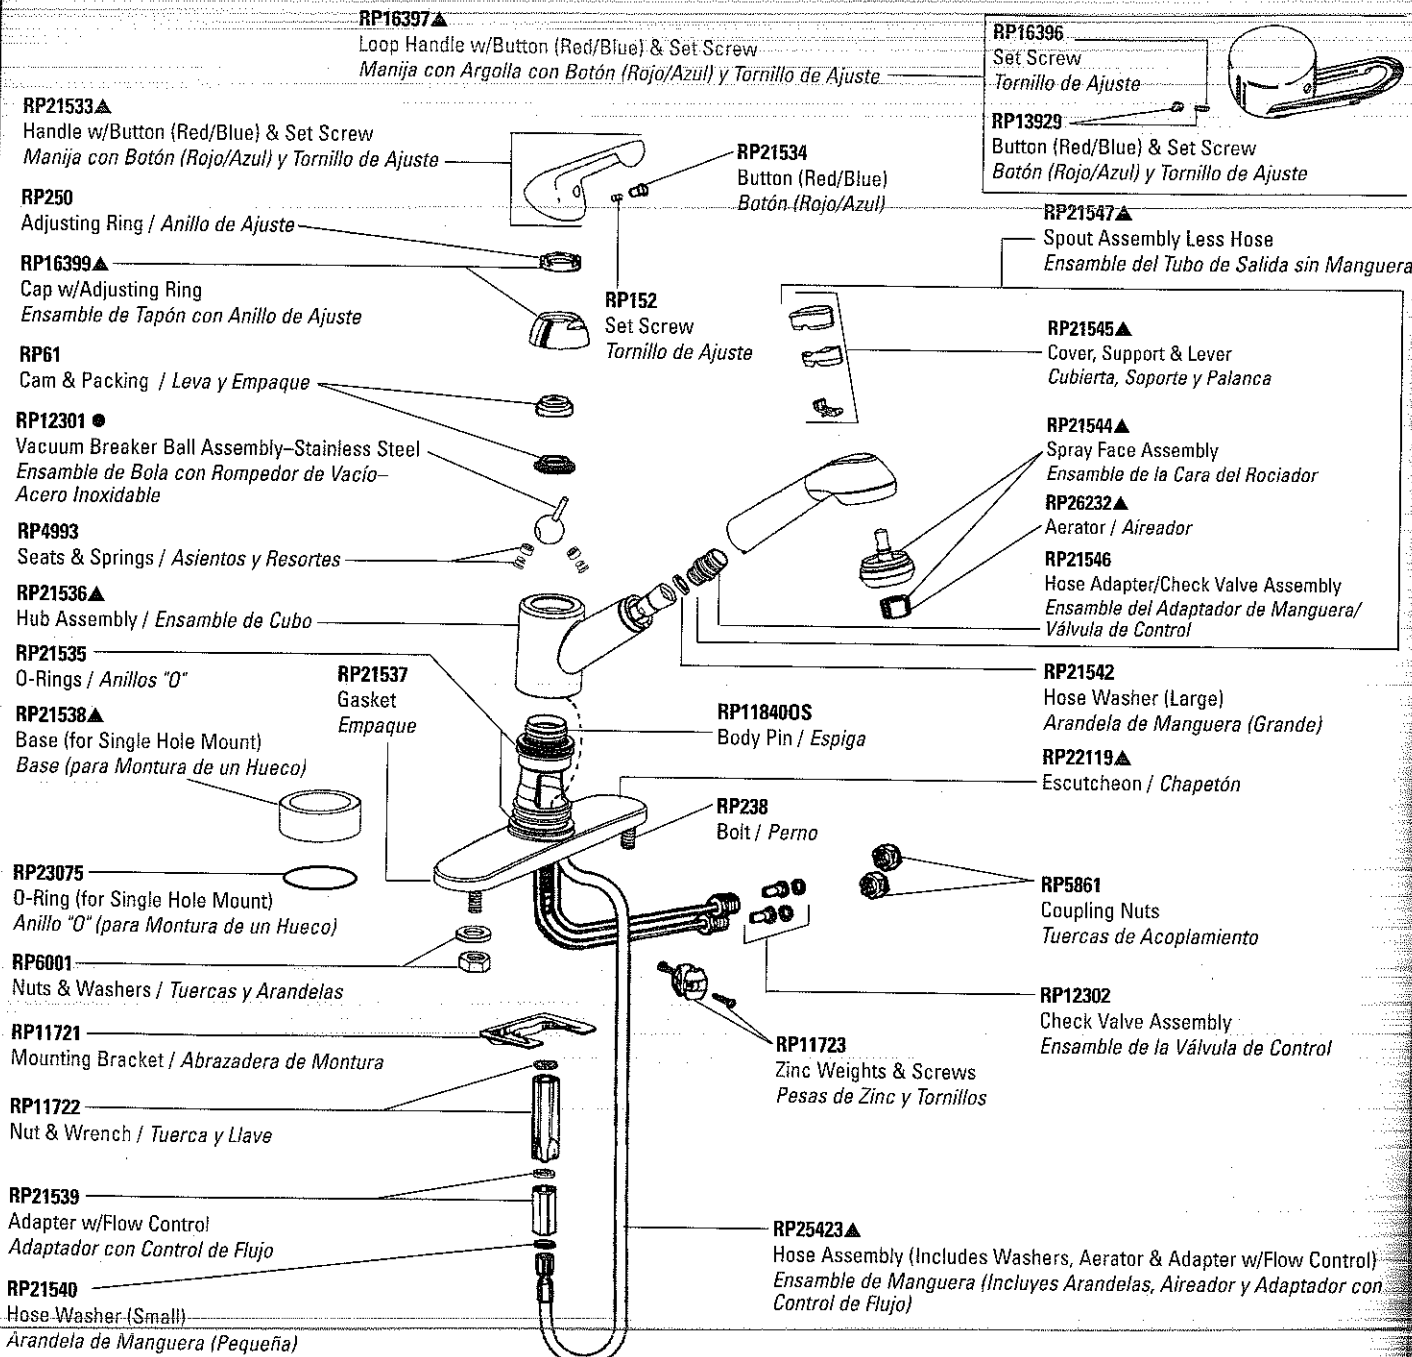 RP16397▲
Loop Handle w/Button (Red/Blue) & Set Screw
Manija con Argolla con Botón (Rojo/Azul) y Tornillo de Ajuste
RP16396
Set Screw
Tornillo de Ajuste
RP13929
Button (Red/Blue) & Set Screw
Botón (Rojo/Azul) y Tornillo de Ajuste
RP21533▲
Handle w/Button (Red/Blue) & Set Screw
Manija con Botón (Rojo/Azul) y Tornillo de Ajuste
RP21534
Button (Red/Blue)
Botón (Rojo/Azul)
RP250
Adjusting Ring / Anillo de Ajuste
RP16399▲
Cap w/Adjusting Ring
Ensamble de Tapón con Anillo de Ajuste
RP152
Set Screw
Tornillo de Ajuste
RP61
Cam & Packing / Leva y Empaque
RP12301 ●
Vacuum Breaker Ball Assembly–Stainless Steel
Ensamble de Bola con Rompedor de Vacío–
Acero Inoxidable
RP4993
Seats & Springs / Asientos y Resortes
RP21536▲
Hub Assembly / Ensamble de Cubo
RP21535
O-Rings / Anillos "O"
RP21538▲
Base (for Single Hole Mount)
Base (para Montura de un Hueco)
RP21537
Gasket
Empaque
RP23075
O-Ring (for Single Hole Mount)
Anillo "O" (para Montura de un Hueco)
RP6001
Nuts & Washers / Tuercas y Arandelas
RP11721
Mounting Bracket / Abrazadera de Montura
RP11722
Nut & Wrench / Tuerca y Llave
RP21539
Adapter w/Flow Control
Adaptador con Control de Flujo
RP21540
Hose Washer (Small)
Arandela de Manguera (Pequeña)
RP21547▲
Spout Assembly Less Hose
Ensamble del Tubo de Salida sin Manguera
RP21545▲
Cover, Support & Lever
Cubierta, Soporte y Palanca
RP21544▲
Spray Face Assembly
Ensamble de la Cara del Rociador
RP26232▲
Aerator / Aireador
RP21546
Hose Adapter/Check Valve Assembly
Ensamble del Adaptador de Manguera/
Válvula de Control
RP21542
Hose Washer (Large)
Arandela de Manguera (Grande)
RP11840OS
Body Pin / Espiga
RP22119▲
Escutcheon / Chapetón
RP238
Bolt / Perno
RP5861
Coupling Nuts
Tuercas de Acoplamiento
RP12302
Check Valve Assembly
Ensamble de la Válvula de Control
RP11723
Zinc Weights & Screws
Pesas de Zinc y Tornillos
RP25423▲
Hose Assembly (Includes Washers, Aerator & Adapter w/Flow Control)
Ensamble de Manguera (Incluyes Arandelas, Aireador y Adaptador con
Control de Flujo)